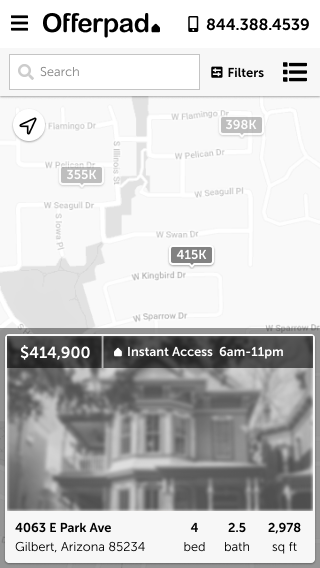 Offerpad.
844.388.4539
Search
Filters
W Flamingo Dr
398K
Flamingo Dr
S Illinois St
W Pelican Dr
W Pelican Dr
355K
W Seagull Pl
W Seagull Dr
S Iowa Pl
W Swan Dr
415K
W Kingbird Dr
W Sparrow Dr
W Sparrow Dr
$414,900
Instant Access 6am-11pm
4063 E Park Ave
4 2.5 2,978
Gilbert, Arizona 85234
bed bath sq ft